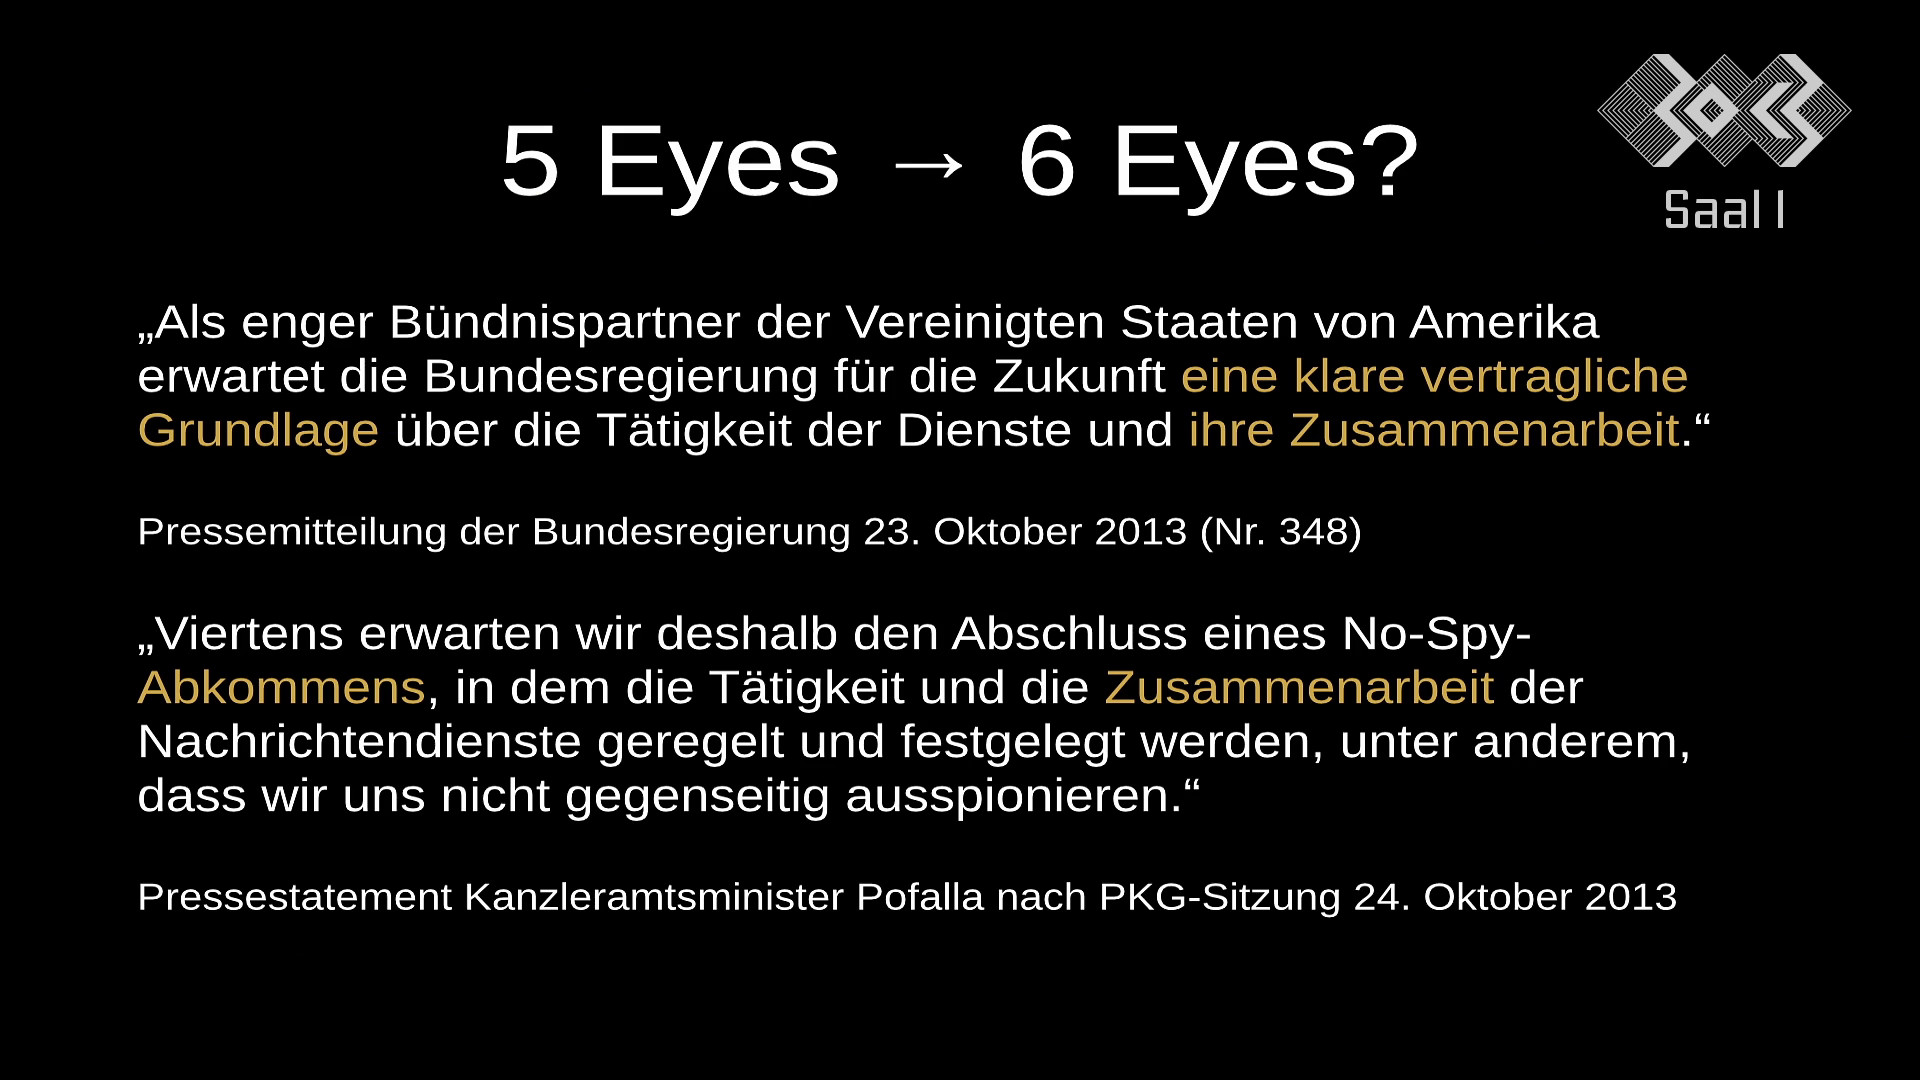 5 Eyes → 6 Eyes?
Saal 1
„Als enger Bündnispartner der Vereinigten Staaten von Amerika
erwartet die Bundesregierung für die Zukunft eine klare vertragliche
Grundlage über die Tätigkeit der Dienste und ihre Zusammenarbeit.“
Pressemitteilung der Bundesregierung 23. Oktober 2013 (Nr. 348)
„Viertens erwarten wir deshalb den Abschluss eines No-Spy-
Abkommens, in dem die Tätigkeit und die Zusammenarbeit der
Nachrichtendienste geregelt und festgelegt werden, unter anderem,
dass wir uns nicht gegenseitig ausspionieren.“
Pressestatement Kanzleramtsminister Pofalla nach PKG-Sitzung 24. Oktober 2013